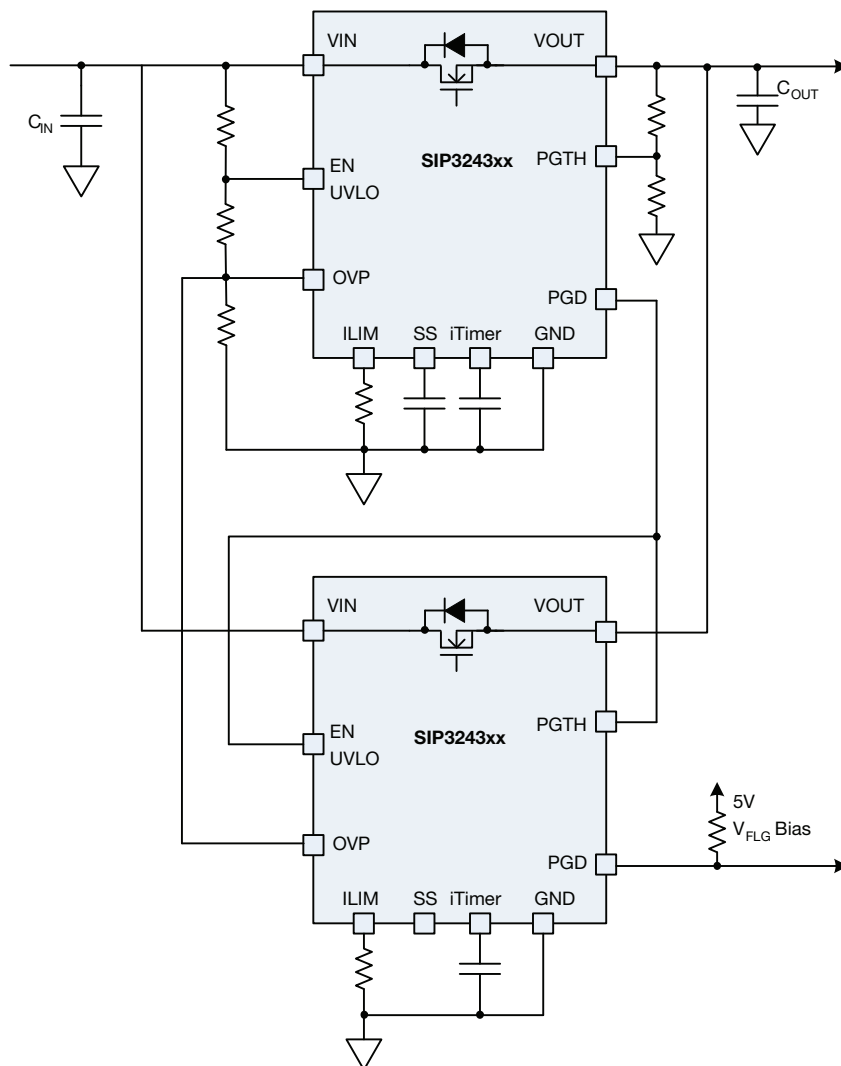 VIN
VOUT
C_IN
C_OUT
EN
UVLO
SIP3243xx
PGTH
OVP
PGD
ILIM
SS
iTimer
GND
VIN
VOUT
EN
UVLO
SIP3243xx
PGTH
5V
V_FLG Bias
OVP
PGD
ILIM
SS
iTimer
GND